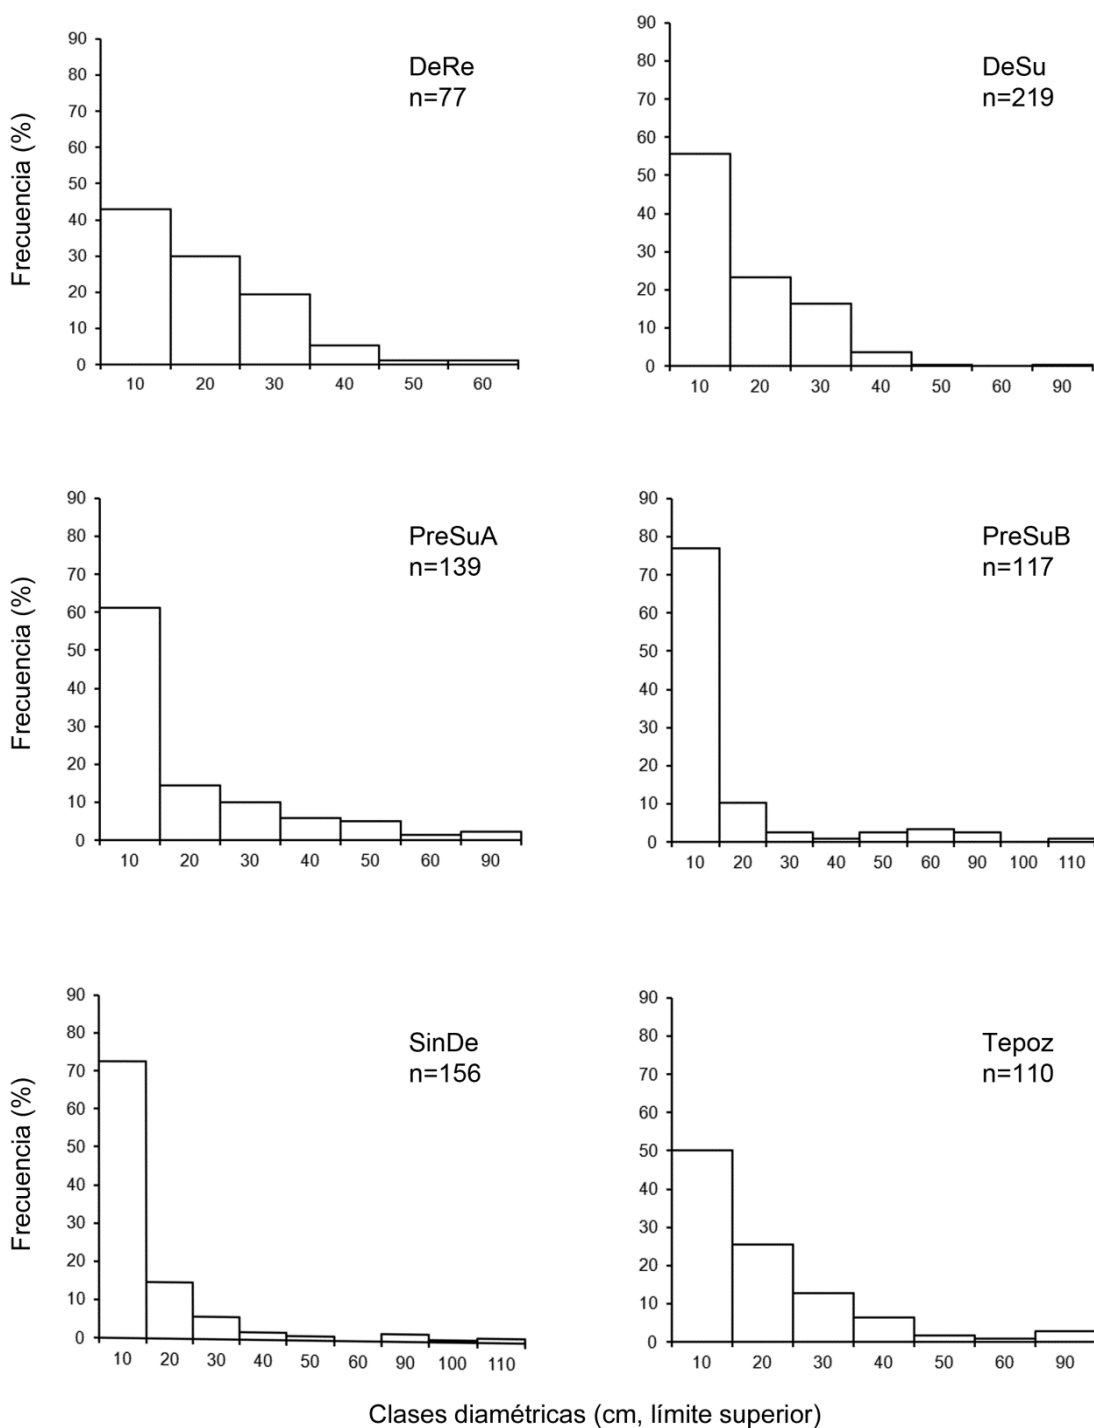 DeRe
n=77
Frecuencia (%)
90
80
70
60
50
40
30
20
10
0
10 20 30 40 50 60
DeSu
n=219
90
80
70
60
50
40
30
20
10
0
10 20 30 40 50 60 90
PreSuA
n=139
Frecuencia (%)
90
80
70
60
50
40
30
20
10
0
10 20 30 40 50 60 90
PreSuB
n=117
90
80
70
60
50
40
30
20
10
0
10 20 30 40 50 60 90 100 110
SinDe
n=156
Frecuencia (%)
90
80
70
60
50
40
30
20
10
0
10 20 30 40 50 60 90 100 110
Tepoz
n=110
90
80
70
60
50
40
30
20
10
0
10 20 30 40 50 60 90
Clases diamétricas (cm, límite superior)